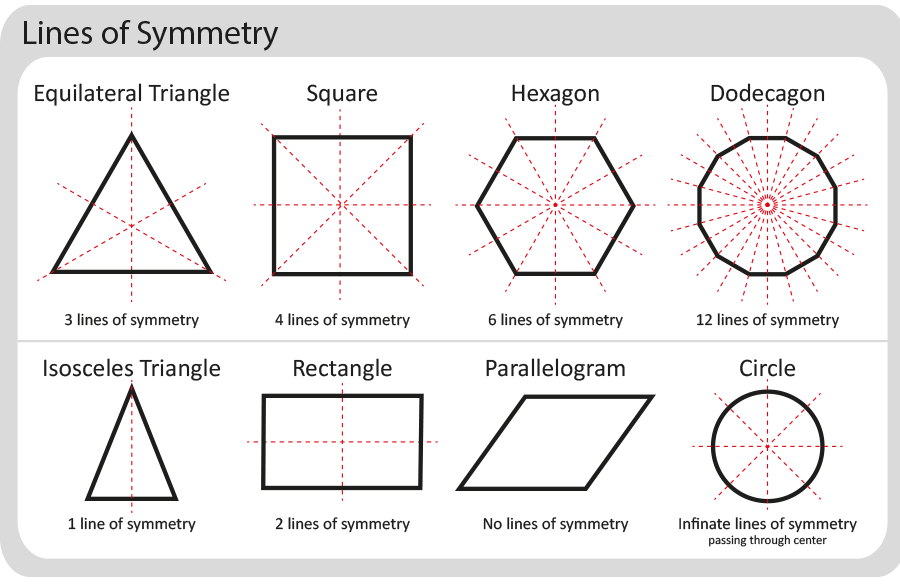 Lines of Symmetry
Equilateral Triangle
Square
Hexagon
Dodecagon
3 lines of symmetry
4 lines of symmetry
6 lines of symmetry
12 lines of symmetry
Isosceles Triangle
Rectangle
Parallelogram
Circle
1 line of symmetry
2 lines of symmetry
No lines of symmetry
Infinate lines of symmetry
passing through center